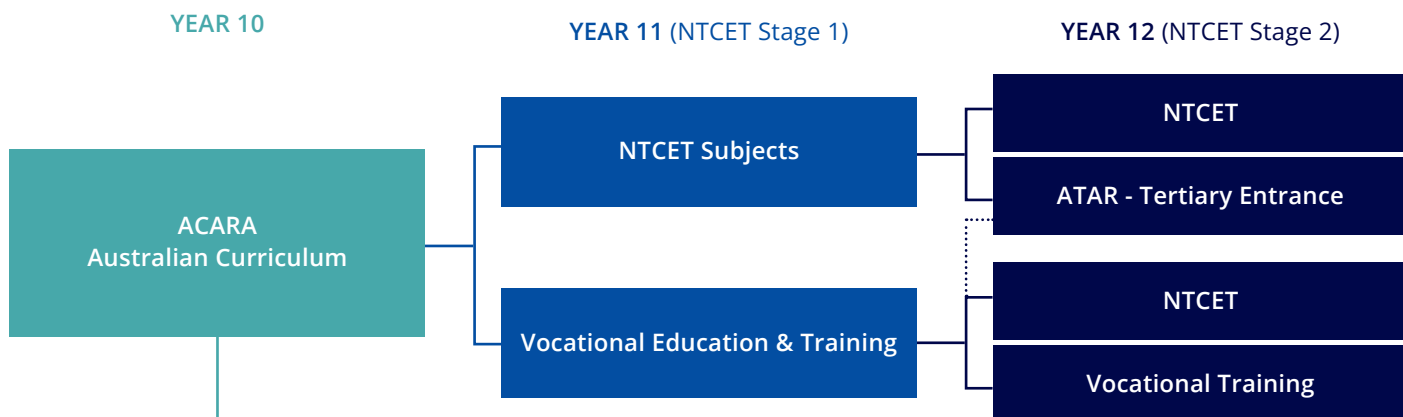 YEAR 10
YEAR 11 (NTCET Stage 1)
YEAR 12 (NTCET Stage 2)
ACARA
Australian Curriculum
NTCET Subjects
Vocational Education & Training
NTCET
ATAR - Tertiary Entrance
NTCET
Vocational Training